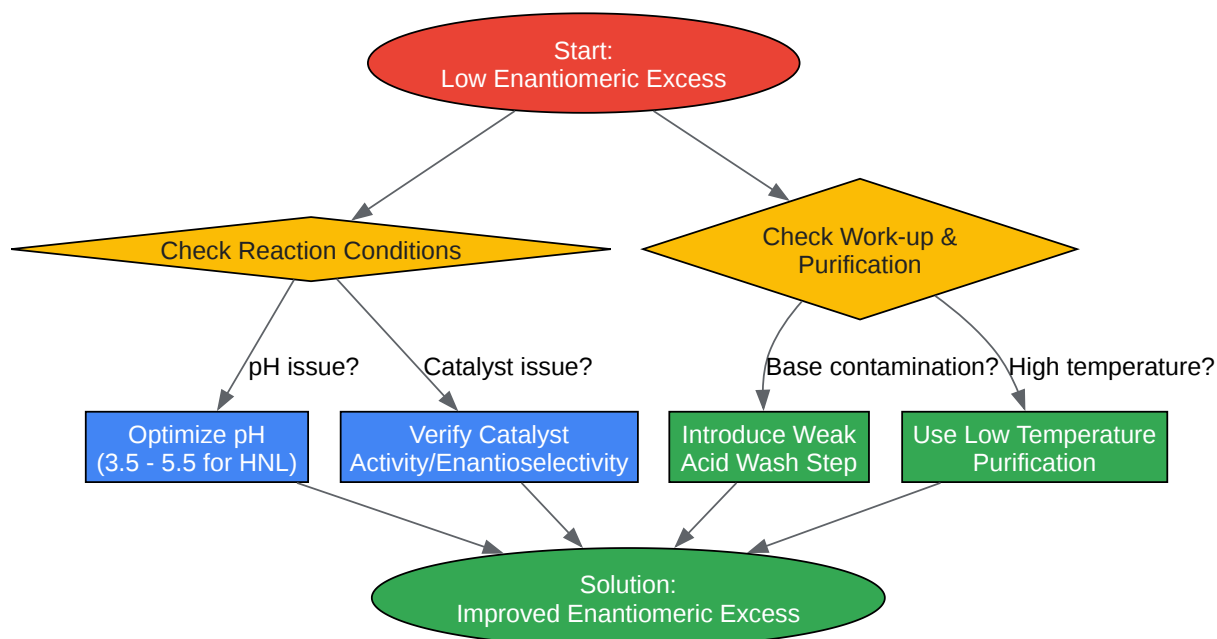 Start:
Low Enantiomeric Excess
Check Reaction Conditions
Check Work-up &
Purification
pH issue?
Catalyst issue?
Base contamination?
High temperature?
Optimize pH
(3.5 - 5.5 for HNL)
Verify Catalyst
Activity/Enantioselectivity
Introduce Weak
Acid Wash Step
Use Low Temperature
Purification
Solution:
Improved Enantiomeric Excess